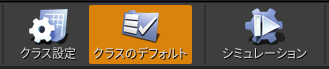 クラス設定
クラスのデフォルト
シミュレーション